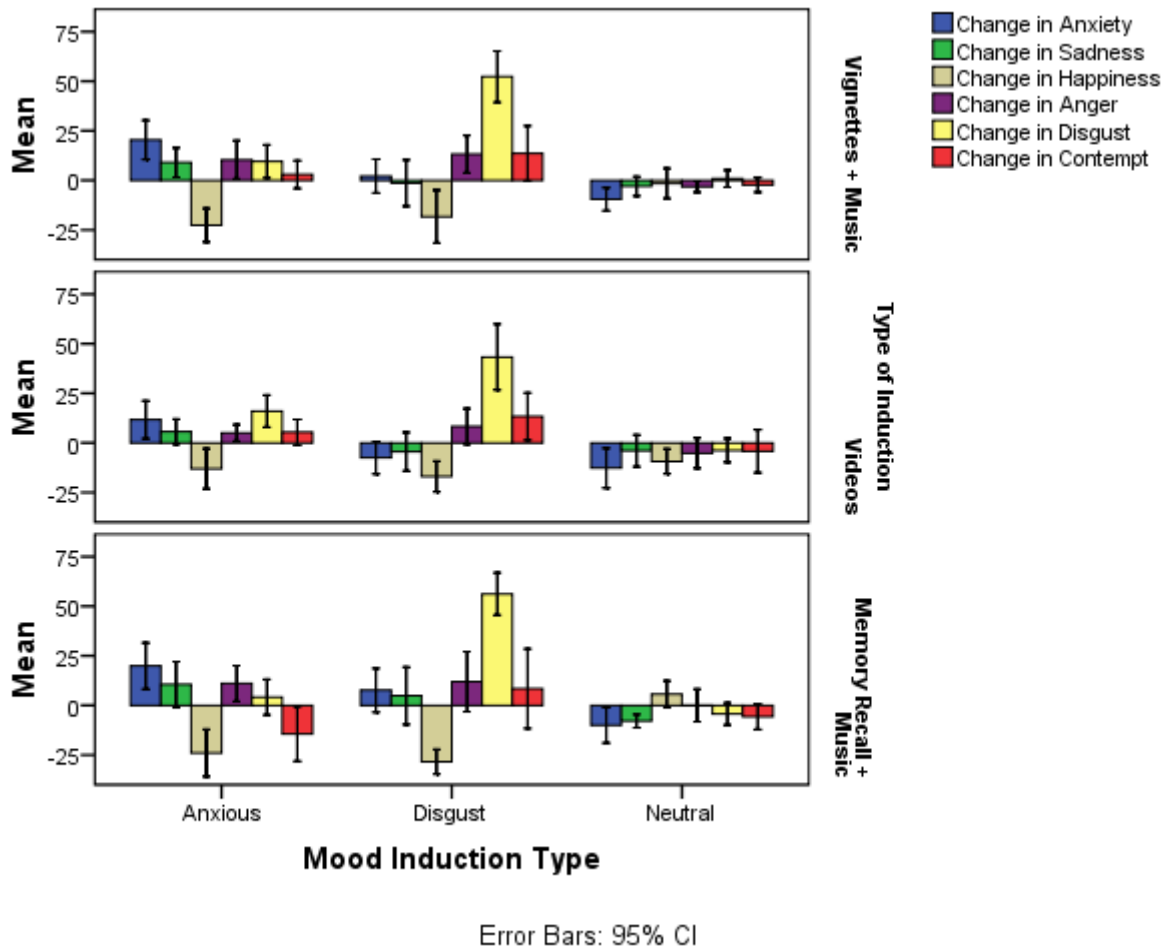 Change in Anxiety
Change in Sadness
Change in Happiness
Change in Anger
Change in Disgust
Change in Contempt
75
50
25
0
-25
Mean
Vignettes + Music
75
50
25
0
-25
Mean
Videos
Type of Induction
75
50
25
0
-25
Mean
Memory Recall +
Music
Anxious
Disgust
Neutral
Mood Induction Type
Error Bars: 95% CI